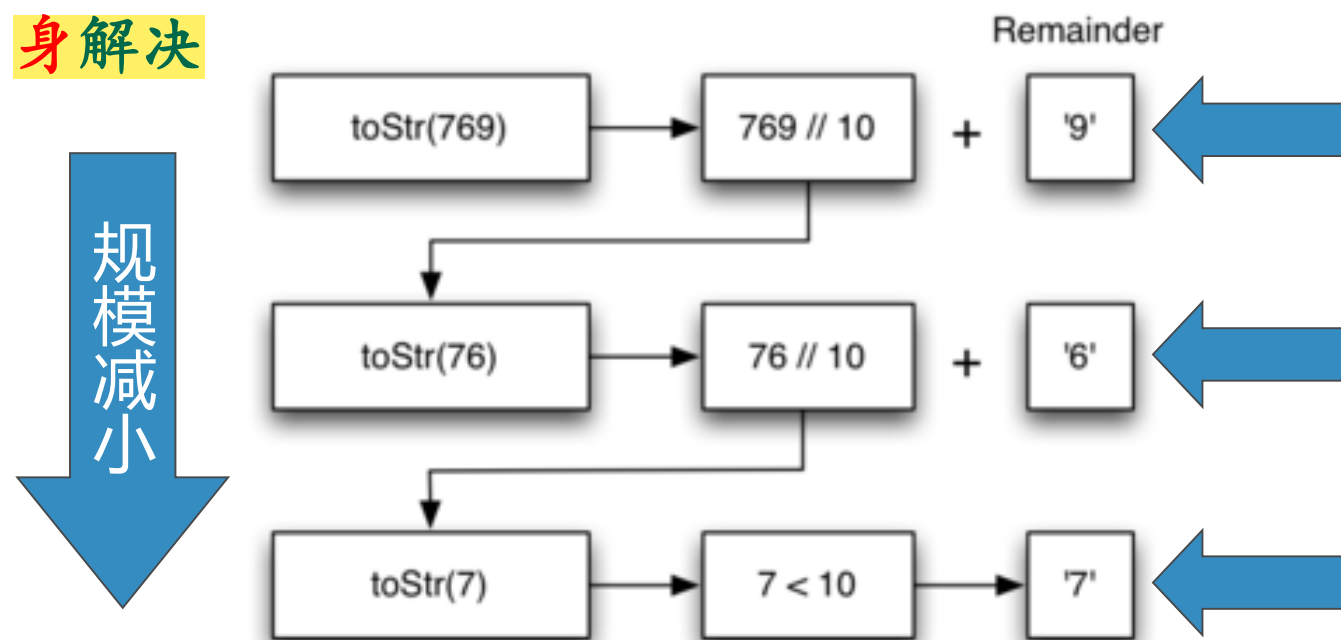 身解决
Remainder
toStr(769)
769 // 10
+
'9'
规模减小
toStr(76)
76 // 10
+
'6'
toStr(7)
7 < 10
'7'